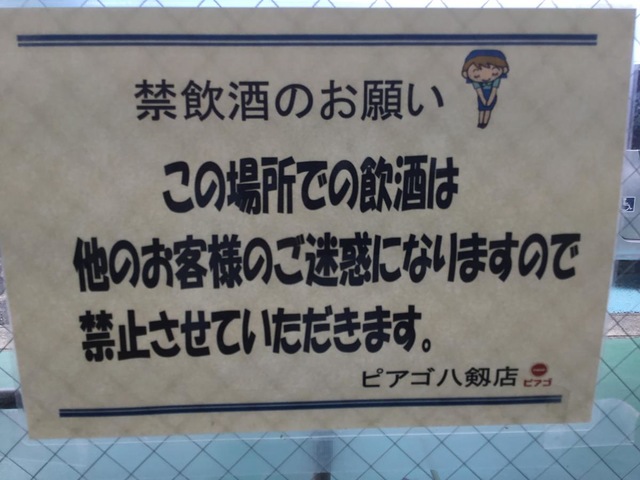 禁飲酒のお願い
この場所での飲酒は
他のお客様のご迷惑になりますので
禁止させていただきます。
ピアゴ八剱店
ピアゴ